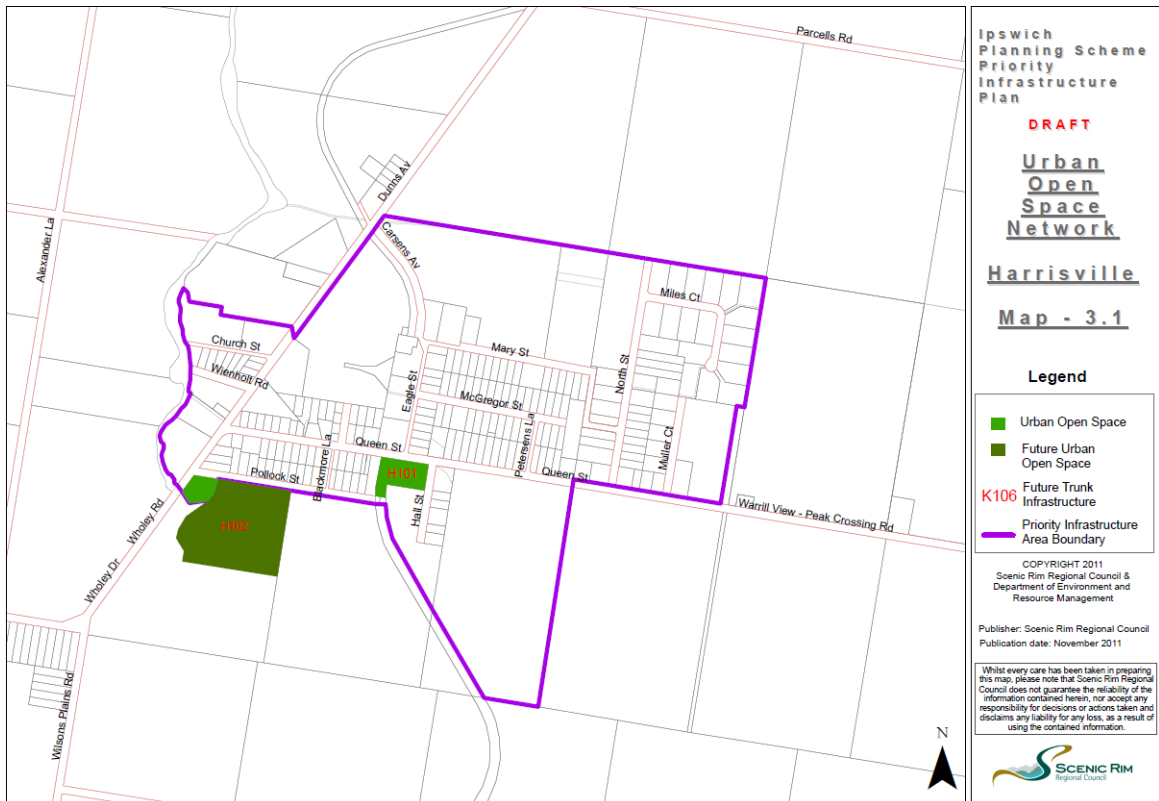 Parcells Rd
Dunns Av
Alexander La
Carsens Av
Miles Ct
Church St
Mary St
Wienholt Rd
North St
Eagle St
McGregor St
Petersens La
Muller Ct
Queen St
Blackmore La
Pollock St
H101
Queen St
Hall St
Warrill View - Peak Crossing Rd
Wholey Rd
H102
Wholey Dr
Wilsons Plains Rd
N
Ipswich
Planning Scheme
Priority
Infrastructure
Plan
DRAFT
Urban
Open
Space
Network
Harrisville
Map - 3.1
Legend
Urban Open Space
Future Urban
Open Space
K106 Future Trunk
Infrastructure
Priority Infrastructure
Area Boundary
COPYRIGHT 2011
Scenic Rim Regional Council &
Department of Environment and
Resource Management
Publisher: Scenic Rim Regional Council
Publication date: November 2011
Whilst every care has been taken in preparing
this map, please note that Scenic Rim Regional
Council does not guarantee the reliability of the
information contained herein, nor accept any
responsibility for decisions or actions taken and
disclaims any liability for any loss, as a result of
using the contained information.
SCENIC RIM
Regional Council